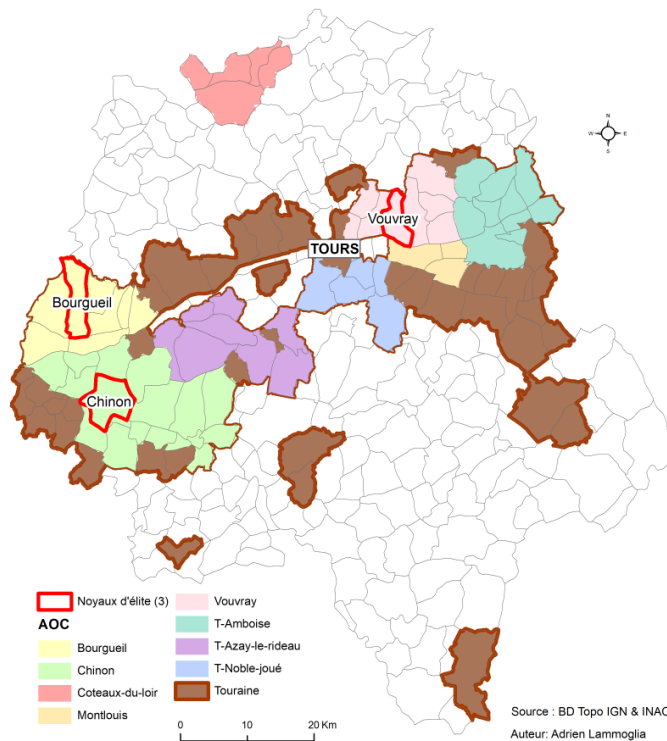 N
W E
S
Vouvray
TOURS
Bourgueil
Chinon
Noyaux d'élite (3)
AOC
Bourgueil
Chinon
Coteaux-du-loir
Montlouis
Vouvray
T-Amboise
T-Azay-le-rideau
T-Noble-joué
Touraine
0 10 20 Km
Source : BD Topo IGN & INAO
Auteur: Adrien Lammoglia